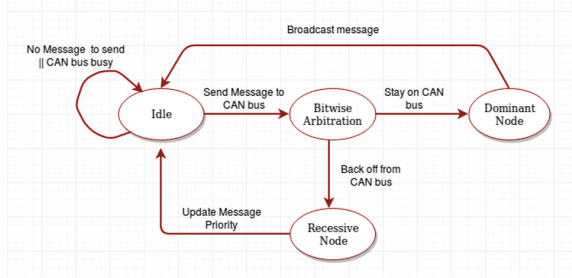 Broadcast message
No Message to send
|| CAN bus busy
Send Message to
CAN bus
Stay on CAN
bus
Idle
Bitwise
Arbitration
Dominant
Node
Back off from
CAN bus
Update Message
Priority
Recessive
Node